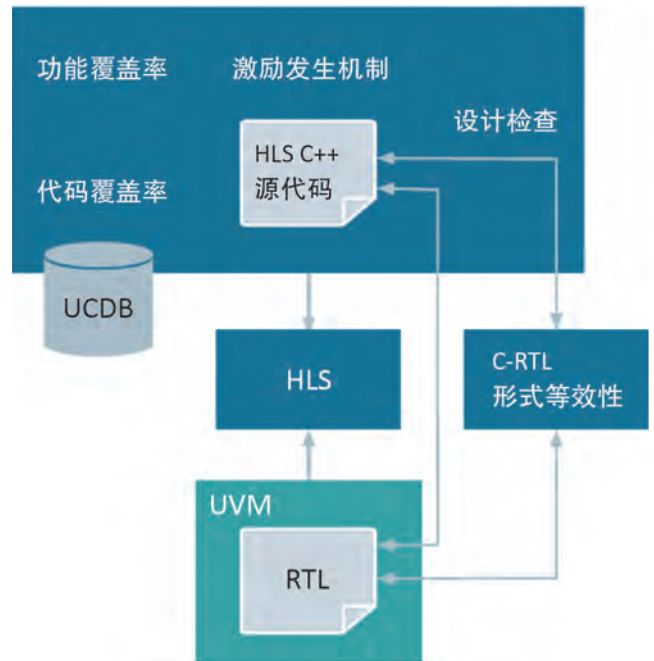 功能覆盖率
激励发生机制
设计检查
HLS C++
源代码
代码覆盖率
UCDB
HLS
C-RTL
形式等效性
UVM
RTL